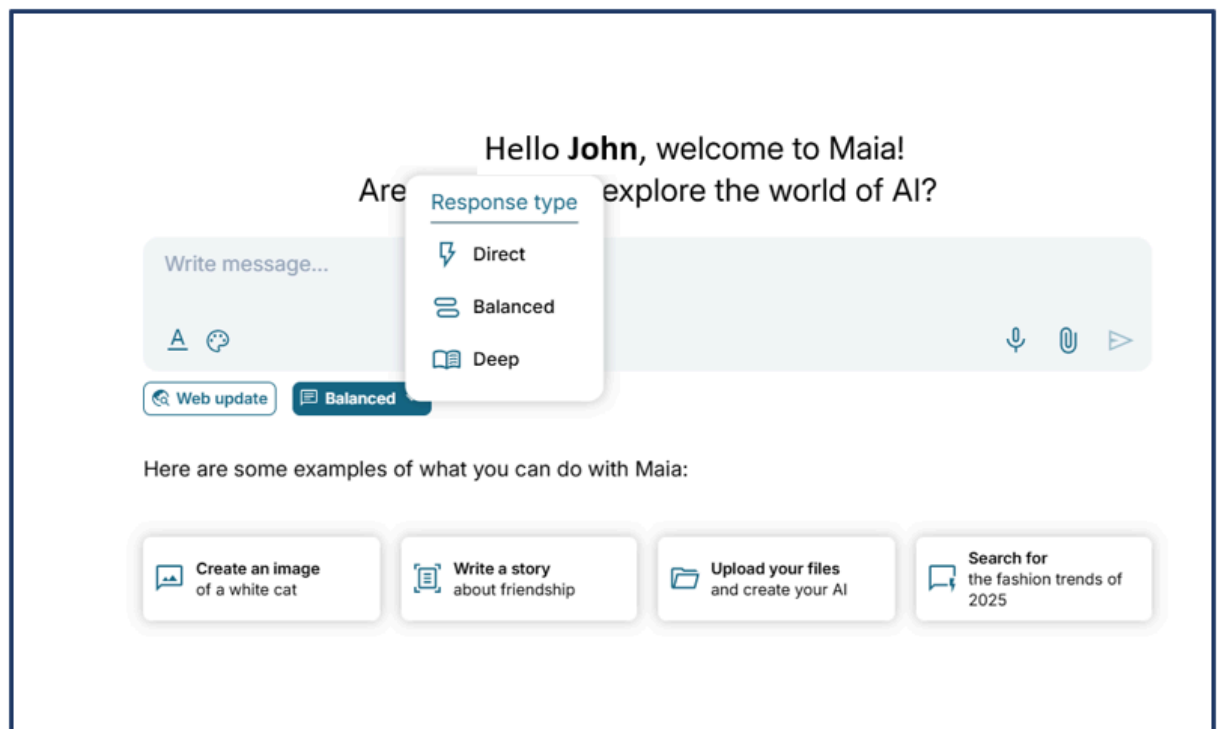 Hello John, welcome to Maia!
Are explore the world of AI?
Response type
Direct
Balanced
Deep
Write message...
A
Web update
Balanced
Here are some examples of what you can do with Maia:
Create an image
of a white cat
Write a story
about friendship
Upload your files
and create your AI
Search for
the fashion trends of
2025